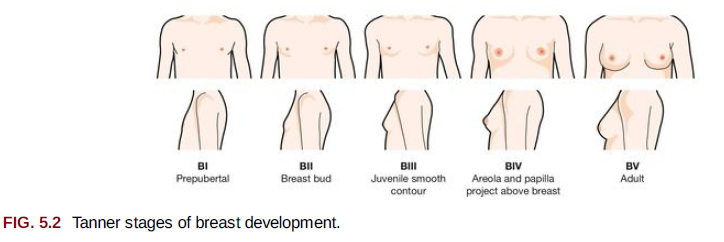 BI
Prepubertal
BII
Breast bud
BIII
Juvenile smooth
contour
BIV
Areola and papilla
project above breast
BV
Adult
FIG. 5.2 Tanner stages of breast development.